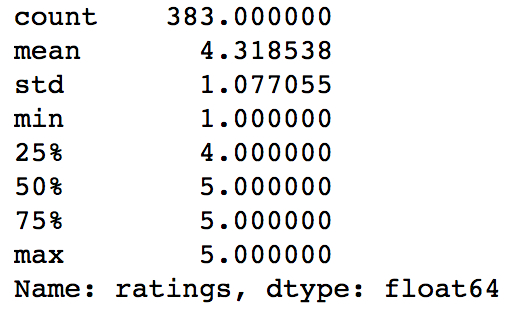 count 383.000000
mean 4.318538
std 1.077055
min 1.000000
25% 4.000000
50% 5.000000
75% 5.000000
max 5.000000
Name: ratings, dtype: float64